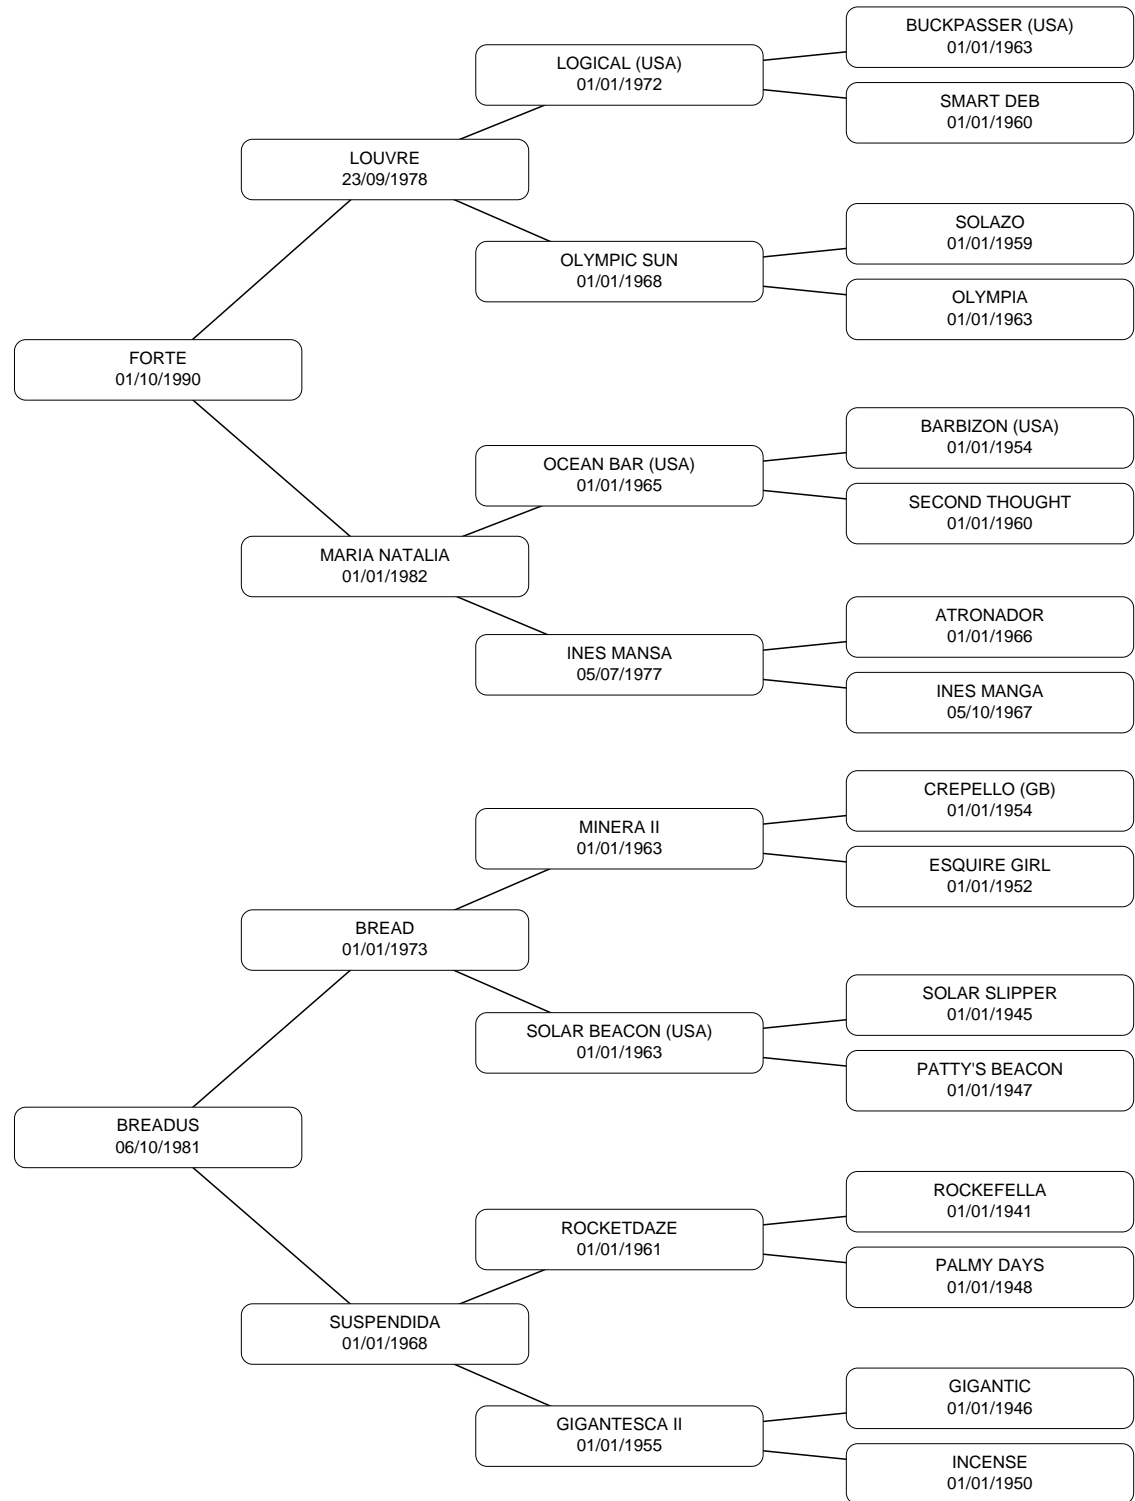 BUCKPASSER (USA)
01/01/1963
LOGICAL (USA)
01/01/1972
SMART DEB
01/01/1960
LOUVRE
23/09/1978
SOLAZO
01/01/1959
OLYMPIC SUN
01/01/1968
OLYMPIA
01/01/1963
FORTE
01/10/1990
BARBIZON (USA)
01/01/1954
OCEAN BAR (USA)
01/01/1965
SECOND THOUGHT
01/01/1960
MARIA NATALIA
01/01/1982
ATRONADOR
01/01/1966
INES MANSA
05/07/1977
INES MANGA
05/10/1967
CREPELLO (GB)
01/01/1954
MINERA II
01/01/1963
ESQUIRE GIRL
01/01/1952
BREAD
01/01/1973
SOLAR SLIPPER
01/01/1945
SOLAR BEACON (USA)
01/01/1963
PATTY'S BEACON
01/01/1947
BREADUS
06/10/1981
ROCKEFELLA
01/01/1941
ROCKETDAZE
01/01/1961
PALMY DAYS
01/01/1948
SUSPENDIDA
01/01/1968
GIGANTIC
01/01/1946
GIGANTESCA II
01/01/1955
INCENSE
01/01/1950